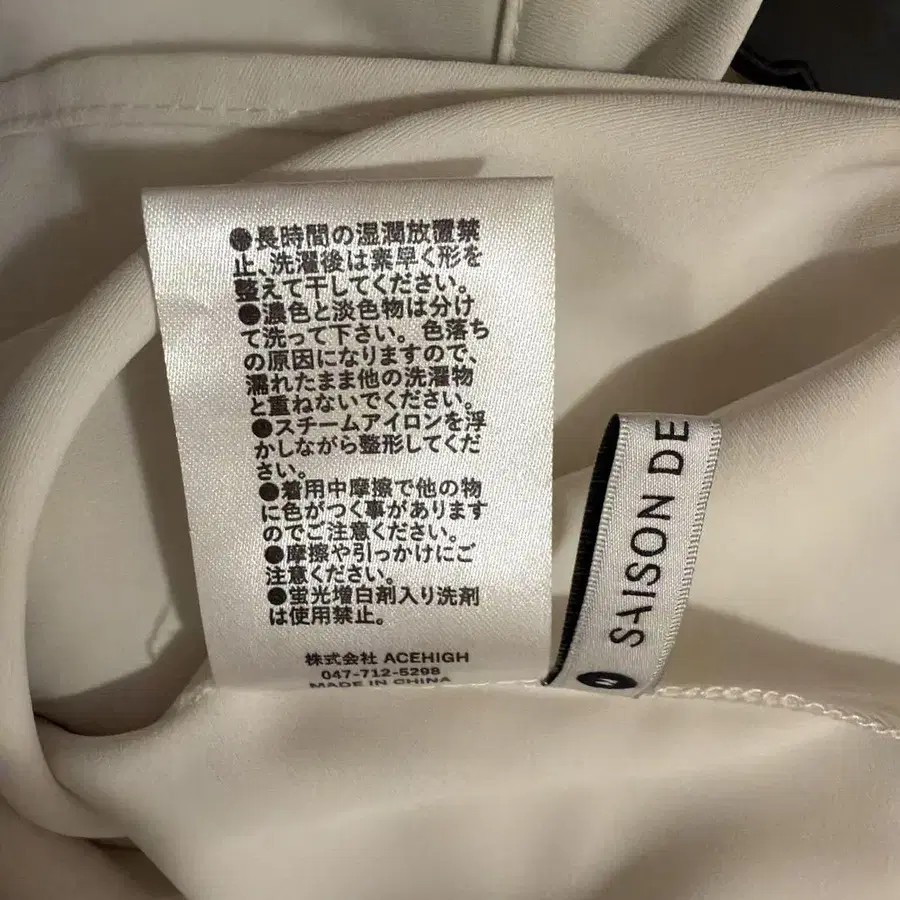 ●長時間の湿潤放置禁
止、洗濯後は素早く形を
整えて干してください。
●濃色と淡色物は分け
て洗って下さい。色落ち
の原因になりますので、
濡れたまま他の洗濯物
と重ねないでください。
●スチームアイロンを浮
かしながら整形してくだ
さい。
●着用中摩擦で他の物
に色がつく事があります
のでご注意ください。
●摩擦や引っかけにご
注意ください。
●蛍光増白剤入り洗剤
は使用禁止。
株式会社 ACEHIGH
047-712-5298
MADE IN CHINA
SAISON DE